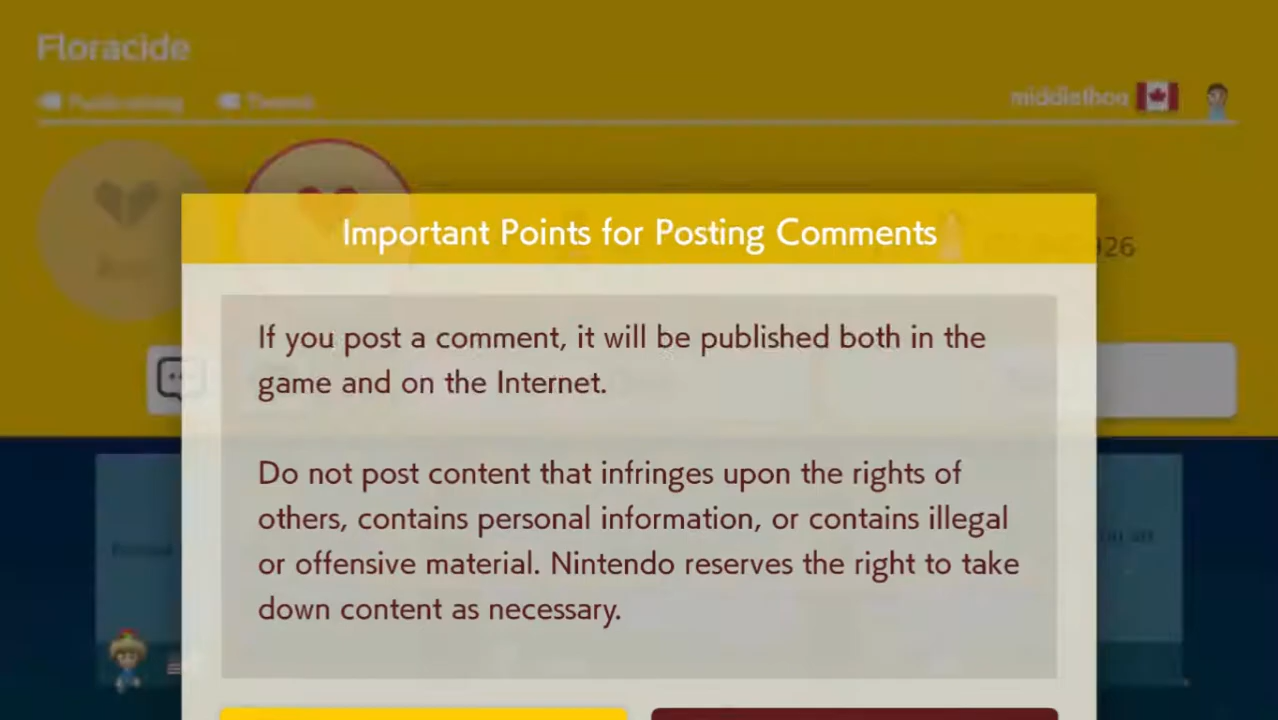 Floracide
middlethoa
Important Points for Posting Comments
If you post a comment, it will be published both in the
game and on the Internet.
Do not post content that infringes upon the rights of
others, contains personal information, or contains illegal
or offensive material. Nintendo reserves the right to take
down content as necessary.